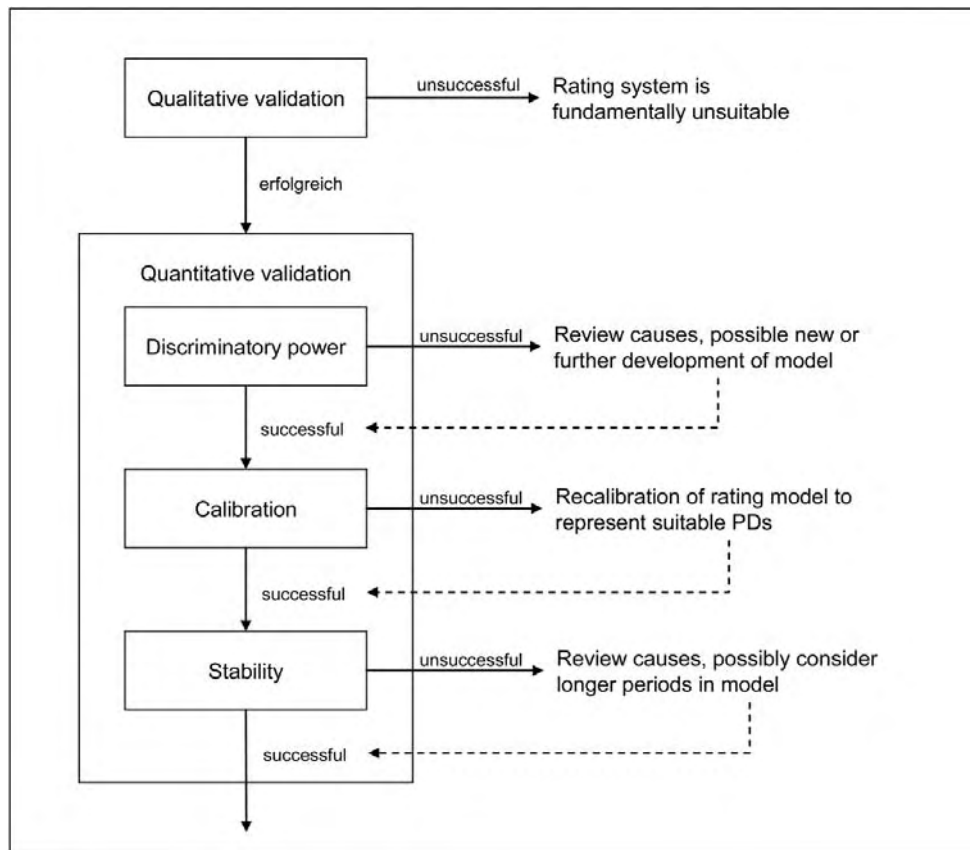 unsuccessful
Qualitative validation
Rating system is
fundamentally unsuitable
erfolgreich
Quantitative validation
unsuccessful
Discriminatory power
Review causes, possible new or
further development of model
successful
unsuccessful
Calibration
Recalibration of rating model to
represent suitable PDs
successful
unsuccessful
Stability
Review causes, possibly consider
longer periods in model
successful